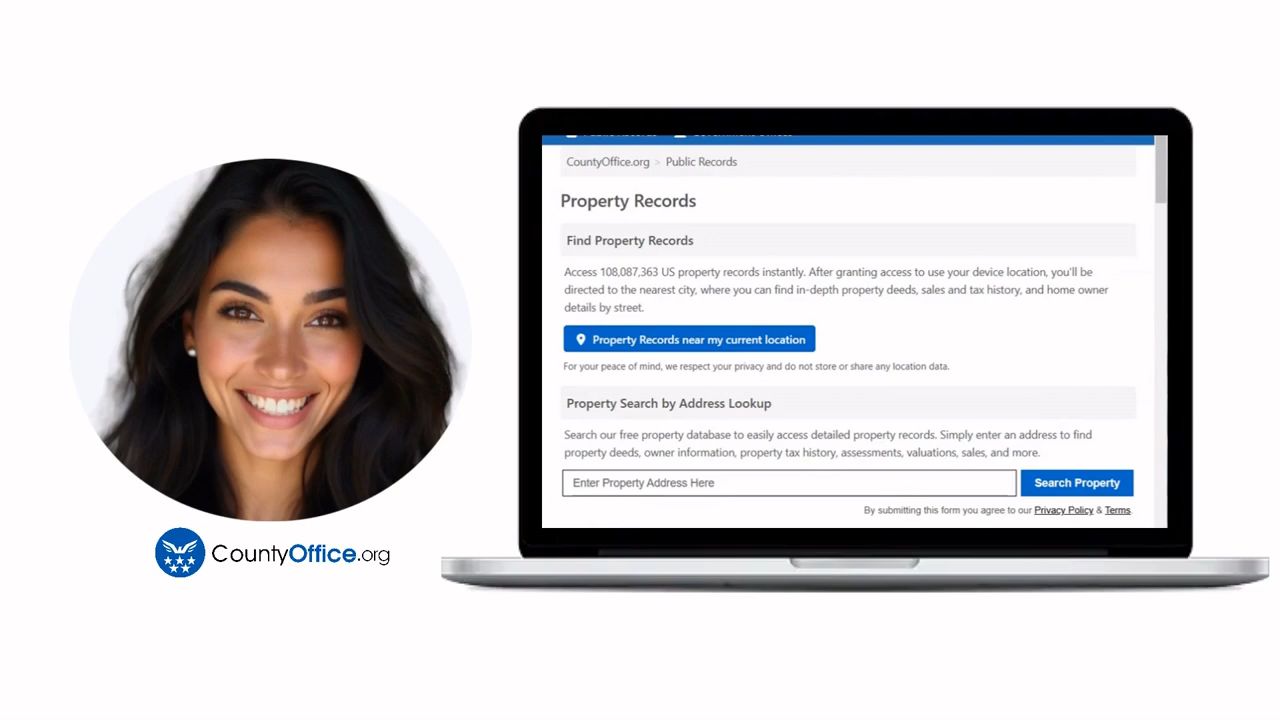 CountyOffice.org
CountyOffice.org > Public Records
Property Records
Find Property Records
Access 108,087,363 US property records instantly. After granting access to use your device location, you'll be
directed to the nearest city, where you can find in-depth property deeds, sales and tax history, and home owner
details by street.
Property Records near my current location
For your peace of mind, we respect your privacy and do not store or share any location data.
Property Search by Address Lookup
Search our free property database to easily access detailed property records. Simply enter an address to find
property deeds, owner information, property tax history, assessments, valuations, sales, and more.
Enter Property Address Here
Search Property
By submitting this form you agree to our Privacy Policy & Terms.